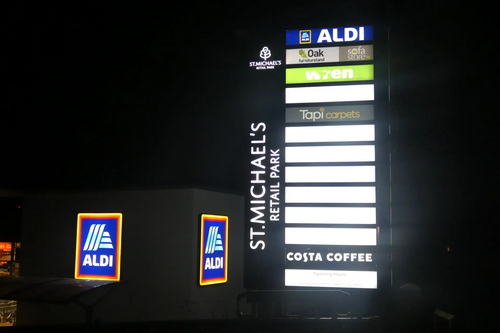 ALDI
Oak
furnitureland
sofa
store
ST.MICHAEL'S
RETAIL PARK
wren
Tapi carpets
ST.MICHAEL'S
RETAIL PARK
COSTA COFFEE
ALDI
ALDI